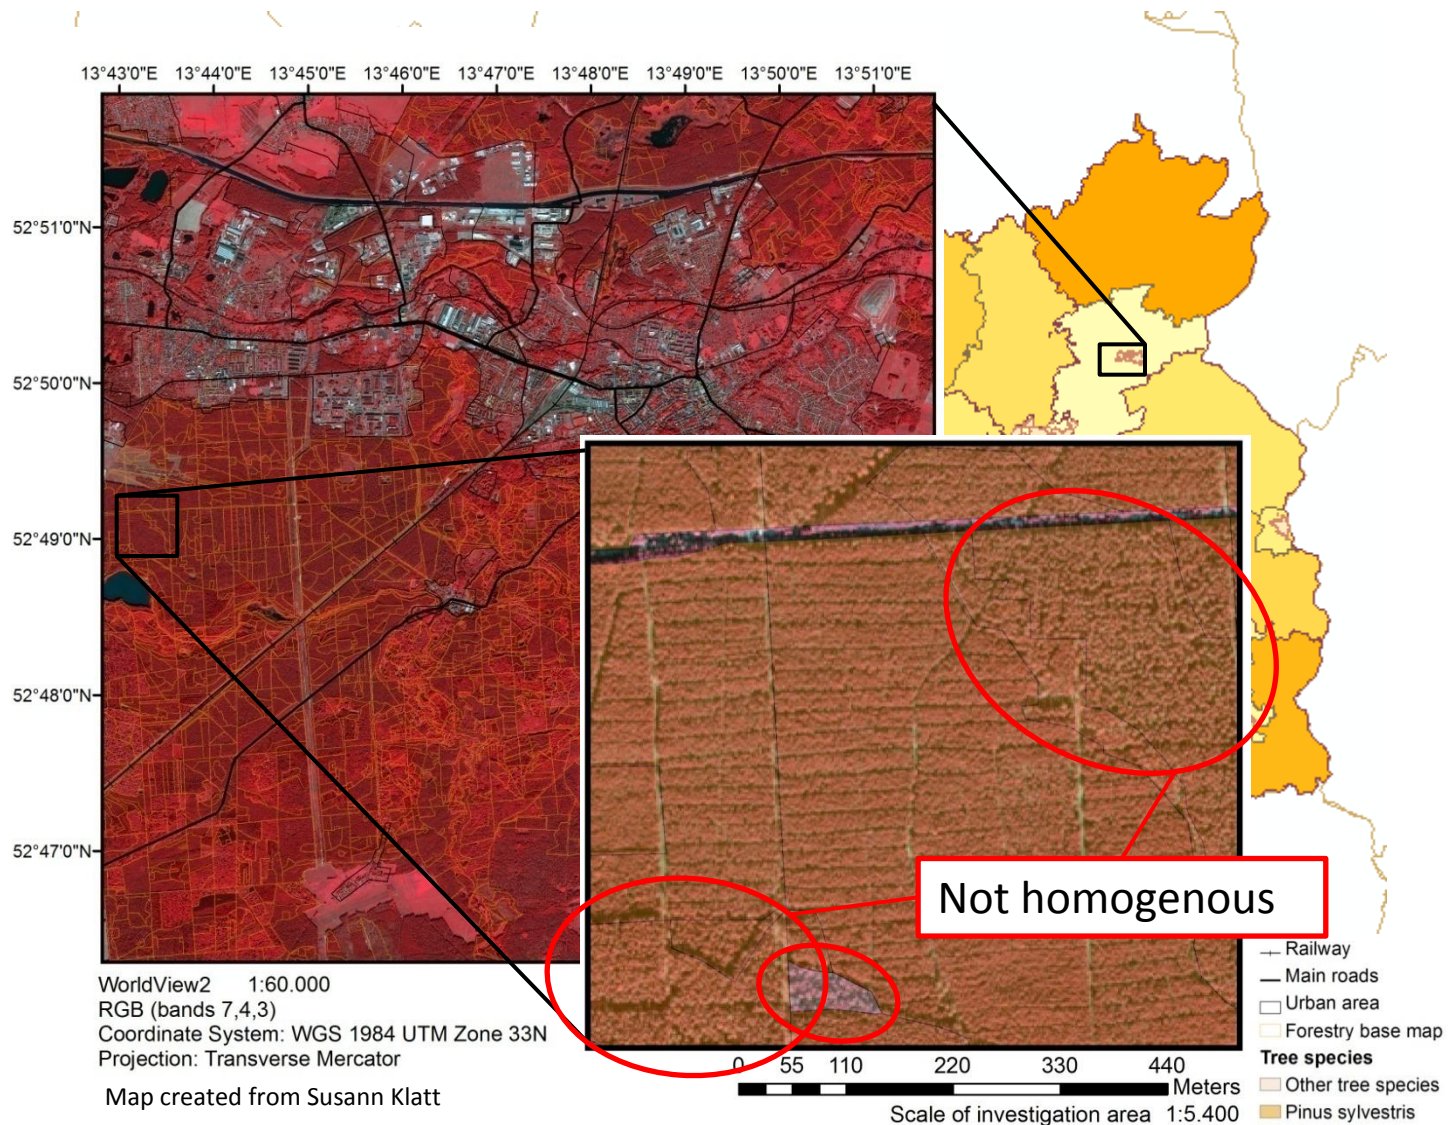 13°43'0"E 13°44'0"E 13°45'0"E 13°46'0"E 13°47'0"E 13°48'0"E 13°49'0"E 13°50'0"E 13°51'0"E
52°51'0"N
52°50'0"N
52°49'0"N
52°48'0"N
52°47'0"N
Not homogenous
WorldView2 1:60.000
RGB (bands 7,4,3)
Coordinate System: WGS 1984 UTM Zone 33N
Projection: Transverse Mercator
Map created from Susann Klatt
0 55 110 220 330 440
Meters
Scale of investigation area 1:5.400
Railway
Main roads
Urban area
Forestry base map
Tree species
Other tree species
Pinus sylvestris